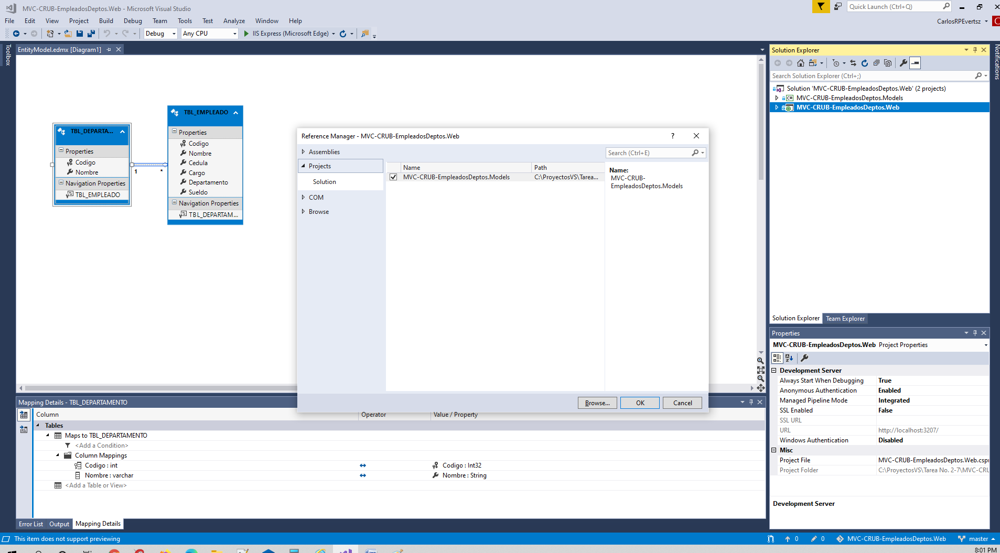 MVC-CRUB-EmpleadosDeptos.Web - Microsoft Visual Studio
Quick Launch (Ctrl+Q)
File Edit View Project Build Debug Team Tools Test Analyze Window Help
CarlosRPEvertsz
Debug Any CPU IIS Express (Microsoft Edge)
Toolbox
EntityModel.edmx [Diagram1]
TBL_DEPARTA...
Properties
Codigo
Nombre
Navigation Properties
TBL_EMPLEADO
1 *
TBL_EMPLEADO
Properties
Codigo
Nombre
Cedula
Cargo
Departamento
Sueldo
Navigation Properties
TBL_DEPARTAM...
Reference Manager - MVC-CRUB-EmpleadosDeptos.Web
?
Assemblies
Projects
Solution
COM
Browse
Search (Ctrl+E)
Name Path
MVC-CRUB-EmpleadosDeptos.Models C:\ProyectosVS\Tarea...
Name:
MVC-CRUB-
EmpleadosDeptos.Models
Browse... OK Cancel
Solution Explorer
Search Solution Explorer (Ctrl+;)
Solution 'MVC-CRUB-EmpleadosDeptos.Web' (2 projects)
C# MVC-CRUB-EmpleadosDeptos.Models
MVC-CRUB-EmpleadosDeptos.Web
Notifications
Solution Explorer Team Explorer
Properties
MVC-CRUB-EmpleadosDeptos.Web Project Properties
Development Server
Always Start When Debugging True
Anonymous Authentication Enabled
Managed Pipeline Mode Integrated
SSL Enabled False
SSL URL
URL http://localhost:3207/
Windows Authentication Disabled
Misc
Project File MVC-CRUB-EmpleadosDeptos.Web.cspr
Project Folder C:\ProyectosVS\Tarea No. 2-7\MVC-CRU
Development Server
Mapping Details - TBL_DEPARTAMENTO
Column Operator Value / Property
Tables
Maps to TBL_DEPARTAMENTO
<Add a Condition>
Column Mappings
Codigo : int Codigo : Int32
Nombre : varchar Nombre : String
<Add a Table or View>
Error List Output Mapping Details
This item does not support previewing
0 0 MVC-CRUB-EmpleadosDeptos.Web master
8:01 PM